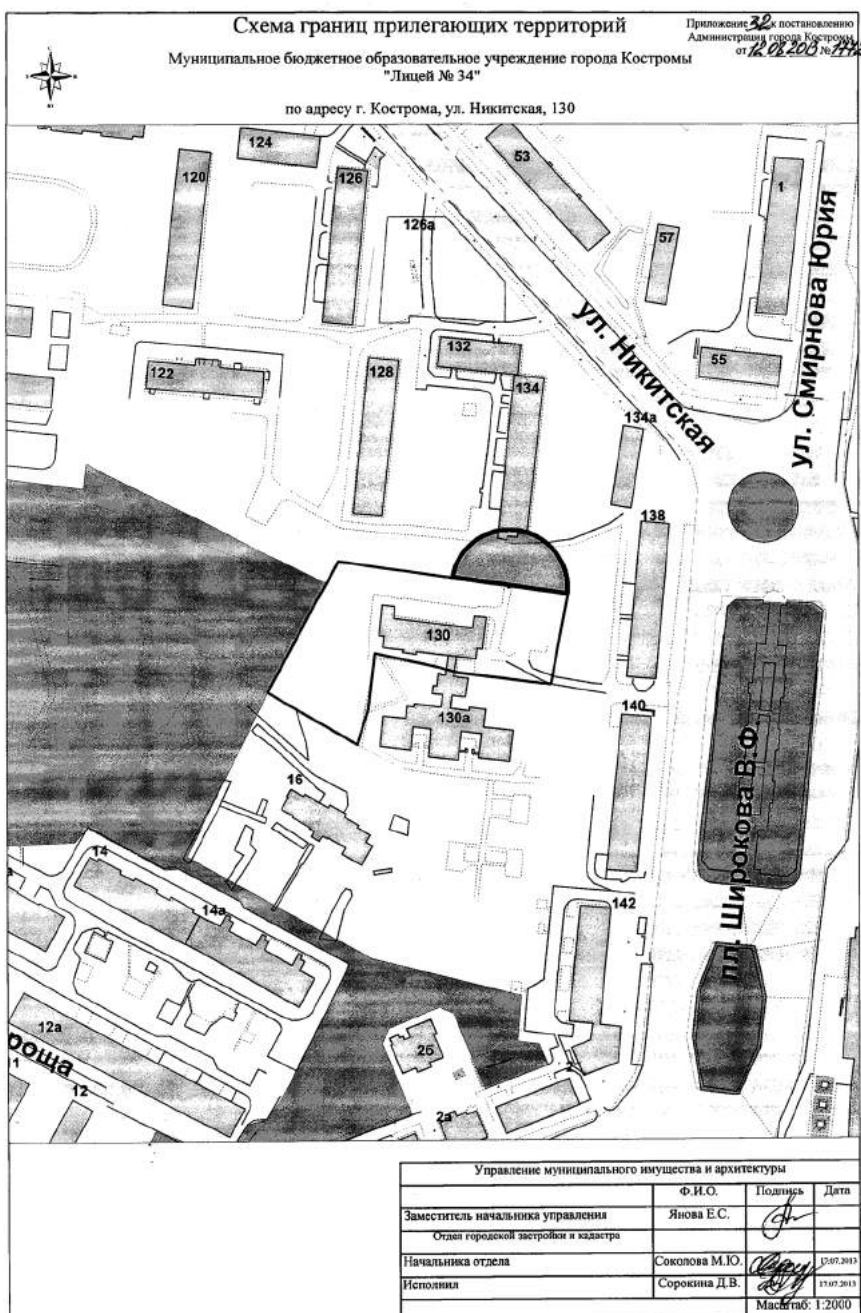 Схема границ прилегающих территорий
Приложение 32 к постановлению
Администрации города Костромы
от 12.08.2013 №
Муниципальное бюджетное образовательное учреждение города Костромы
"Лицей № 34"
по адресу г. Кострома, ул. Никитская, 130
124
53
120
126
1
126а
57
ул. Смирнова Юрия
ул. Никитская
132
55
122
128
134
134а
138
130
130а
140
16
пл. Широкова В.Ф.
14
14а
142
12а
роща
26
11
12
2
2а
Управление муниципального имущества и архитектуры
Ф.И.О. Подпись Дата
Заместитель начальника управления Янова Е.С.
Отдел городской застройки и кадастра
Начальника отдела Соколова М.Ю. 17.07.2013
Исполнил Сорокина Д.В. 17.07.2013
Масштаб: 1:2000